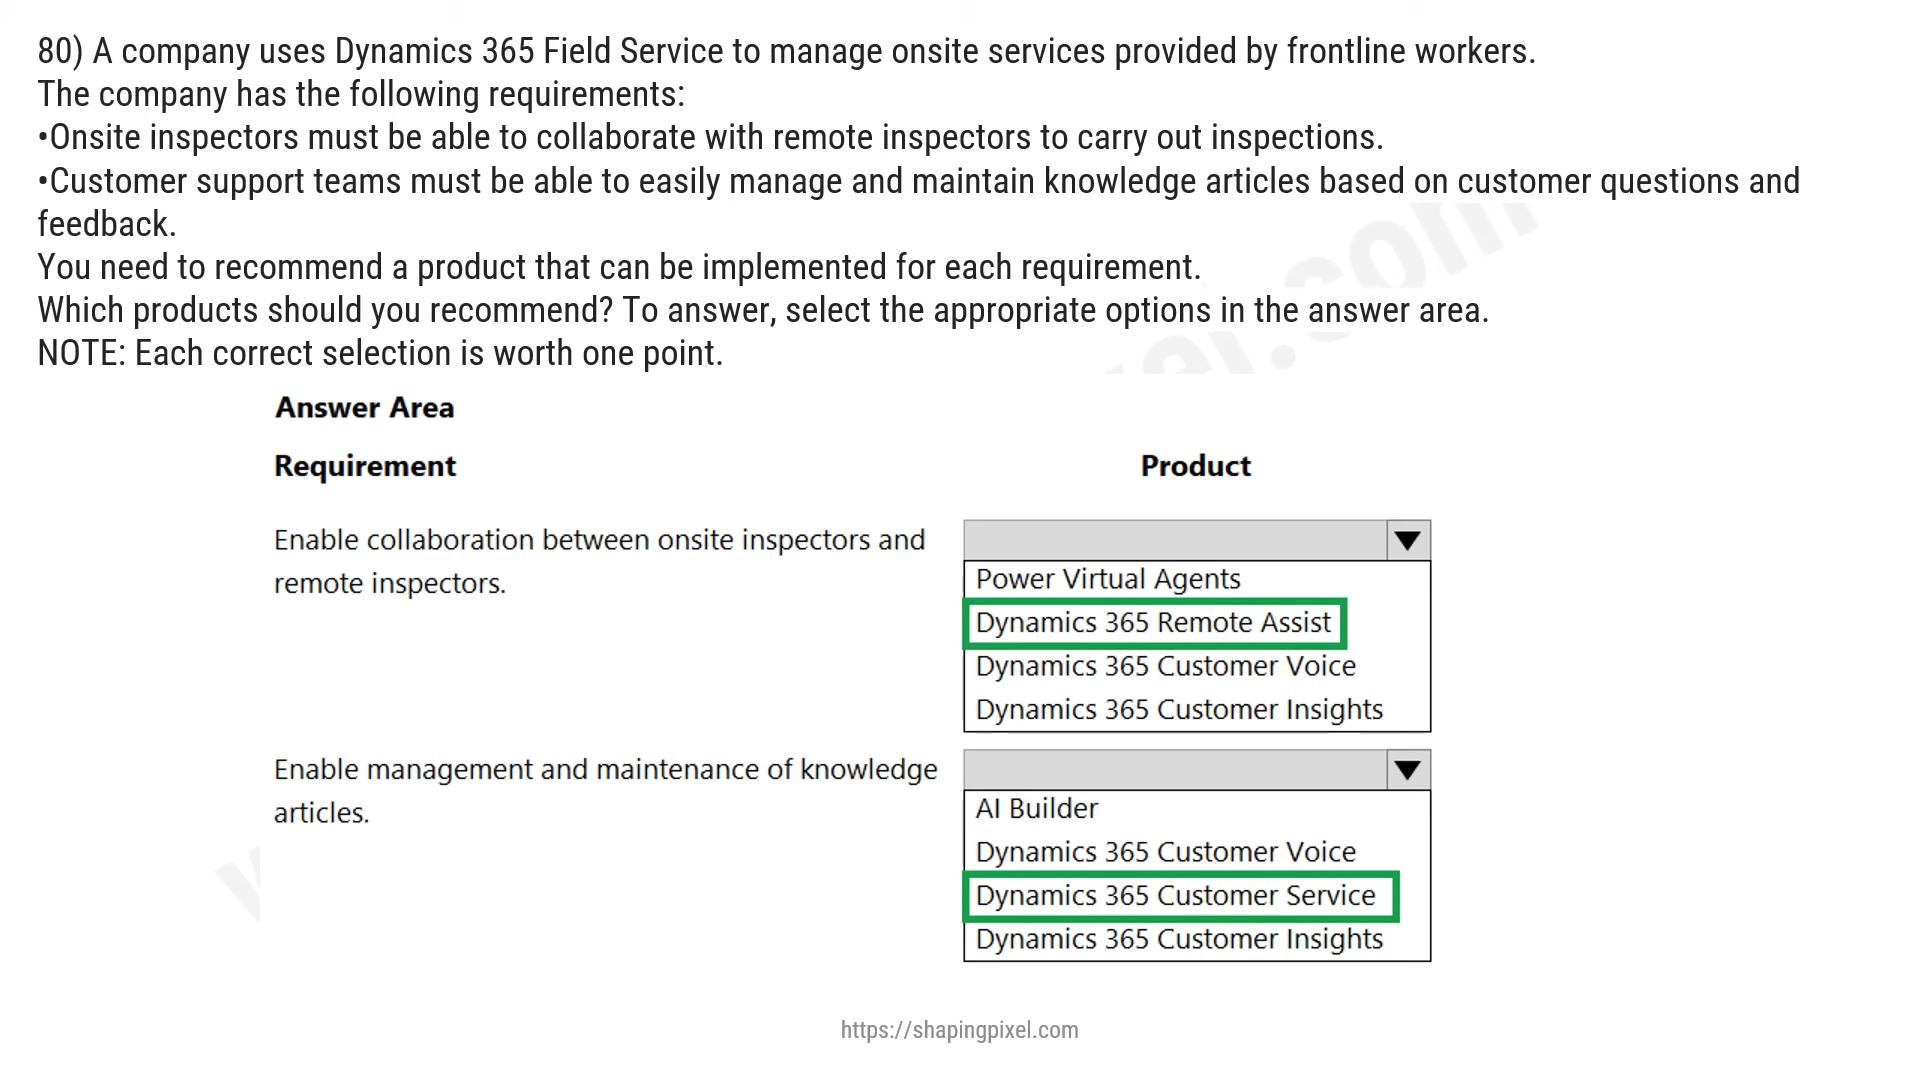 80) A company uses Dynamics 365 Field Service to manage onsite services provided by frontline workers.
The company has the following requirements:
•Onsite inspectors must be able to collaborate with remote inspectors to carry out inspections.
•Customer support teams must be able to easily manage and maintain knowledge articles based on customer questions and
feedback.
You need to recommend a product that can be implemented for each requirement.
Which products should you recommend? To answer, select the appropriate options in the answer area.
NOTE: Each correct selection is worth one point.
Answer Area
Requirement Product
Enable collaboration between onsite inspectors and
remote inspectors.
Power Virtual Agents
Dynamics 365 Remote Assist
Dynamics 365 Customer Voice
Dynamics 365 Customer Insights
Enable management and maintenance of knowledge
articles.
AI Builder
Dynamics 365 Customer Voice
Dynamics 365 Customer Service
Dynamics 365 Customer Insights
https://shapingpixel.com